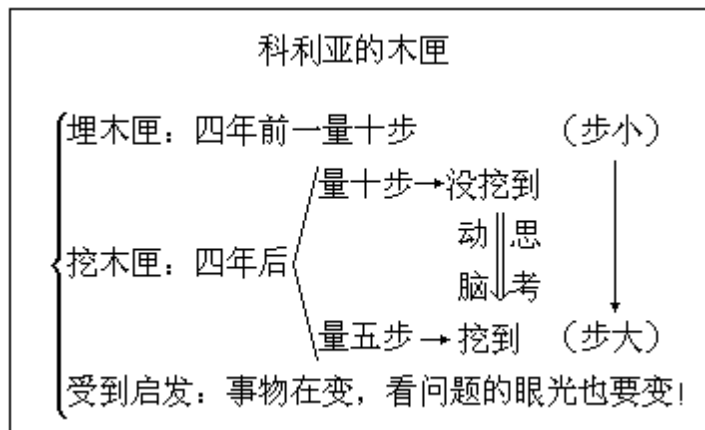 科利亚的木匣
埋木匣：四年前一量十步 （步小）
量十步→没挖到
动 思
挖木匣：四年后
脑 考
量五步→挖到 （步大）
受到启发：事物在变，看问题的眼光也要变！